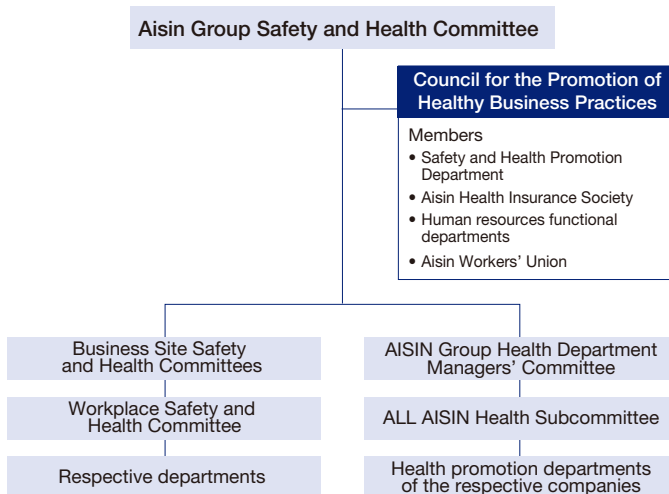 Aisin Group Safety and Health Committee
Council for the Promotion of
Healthy Business Practices
Members
• Safety and Health Promotion
Department
• Aisin Health Insurance Society
• Human resources functional
departments
• Aisin Workers’ Union
Business Site Safety
and Health Committees
Workplace Safety and
Health Committee
Respective departments
AISIN Group Health Department
Managers’ Committee
ALL AISIN Health Subcommittee
Health promotion departments
of the respective companies